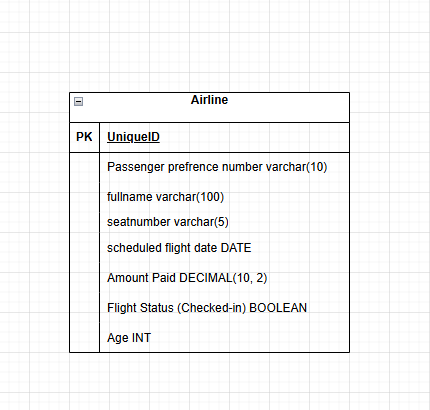 Airline
PK UniqueID
Passenger prefrence number varchar(10)
fullname varchar(100)
seatnumber varchar(5)
scheduled flight date DATE
Amount Paid DECIMAL(10, 2)
Flight Status (Checked-in) BOOLEAN
Age INT